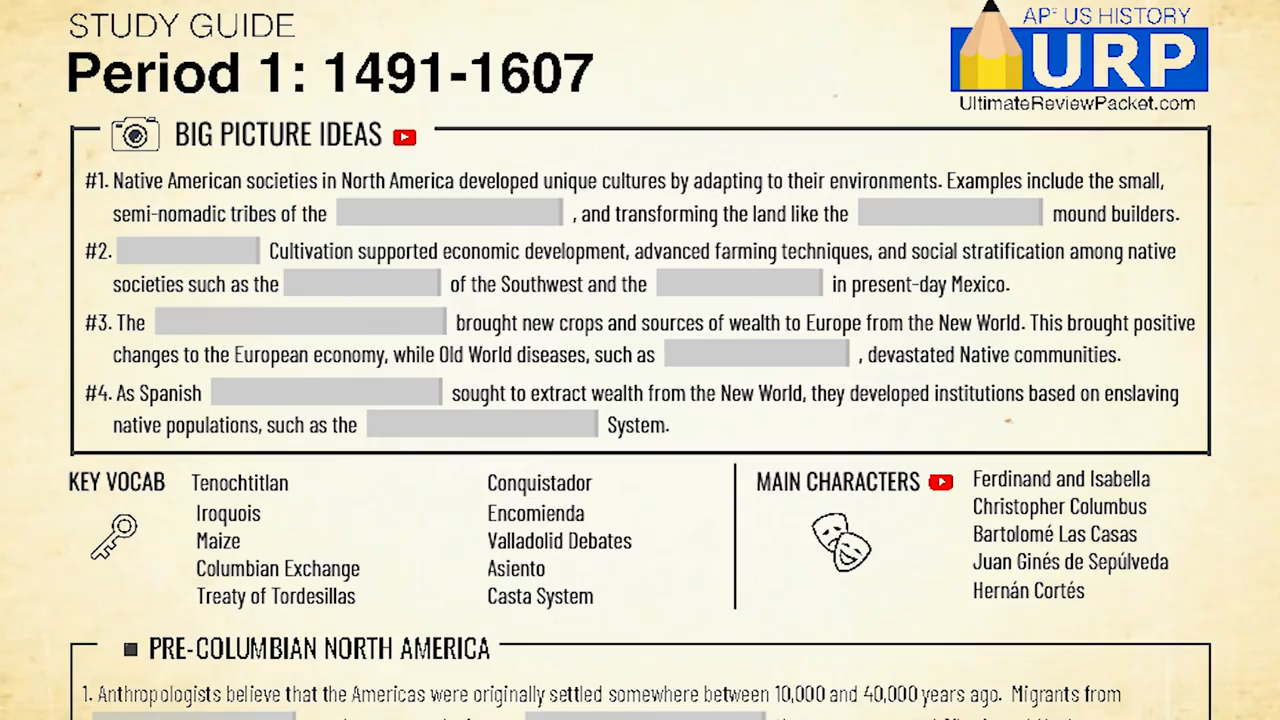 STUDY GUIDE
Period 1: 1491-1607
AP® US HISTORY
URP
UltimateReviewPacket.com
BIG PICTURE IDEAS
#1. Native American societies in North America developed unique cultures by adapting to their environments. Examples include the small,
semi-nomadic tribes of the , and transforming the land like the mound builders.
#2. Cultivation supported economic development, advanced farming techniques, and social stratification among native
societies such as the of the Southwest and the in present-day Mexico.
#3. The brought new crops and sources of wealth to Europe from the New World. This brought positive
changes to the European economy, while Old World diseases, such as , devastated Native communities.
#4. As Spanish sought to extract wealth from the New World, they developed institutions based on enslaving
native populations, such as the System.
KEY VOCAB
Tenochtitlan
Iroquois
Maize
Columbian Exchange
Treaty of Tordesillas
Conquistador
Encomienda
Valladolid Debates
Asiento
Casta System
MAIN CHARACTERS
Ferdinand and Isabella
Christopher Columbus
Bartolomé Las Casas
Juan Ginés de Sepúlveda
Hernán Cortés
PRE-COLUMBIAN NORTH AMERICA
1. Anthropologists believe that the Americas were originally settled somewhere between 10,000 and 40,000 years ago. Migrants from